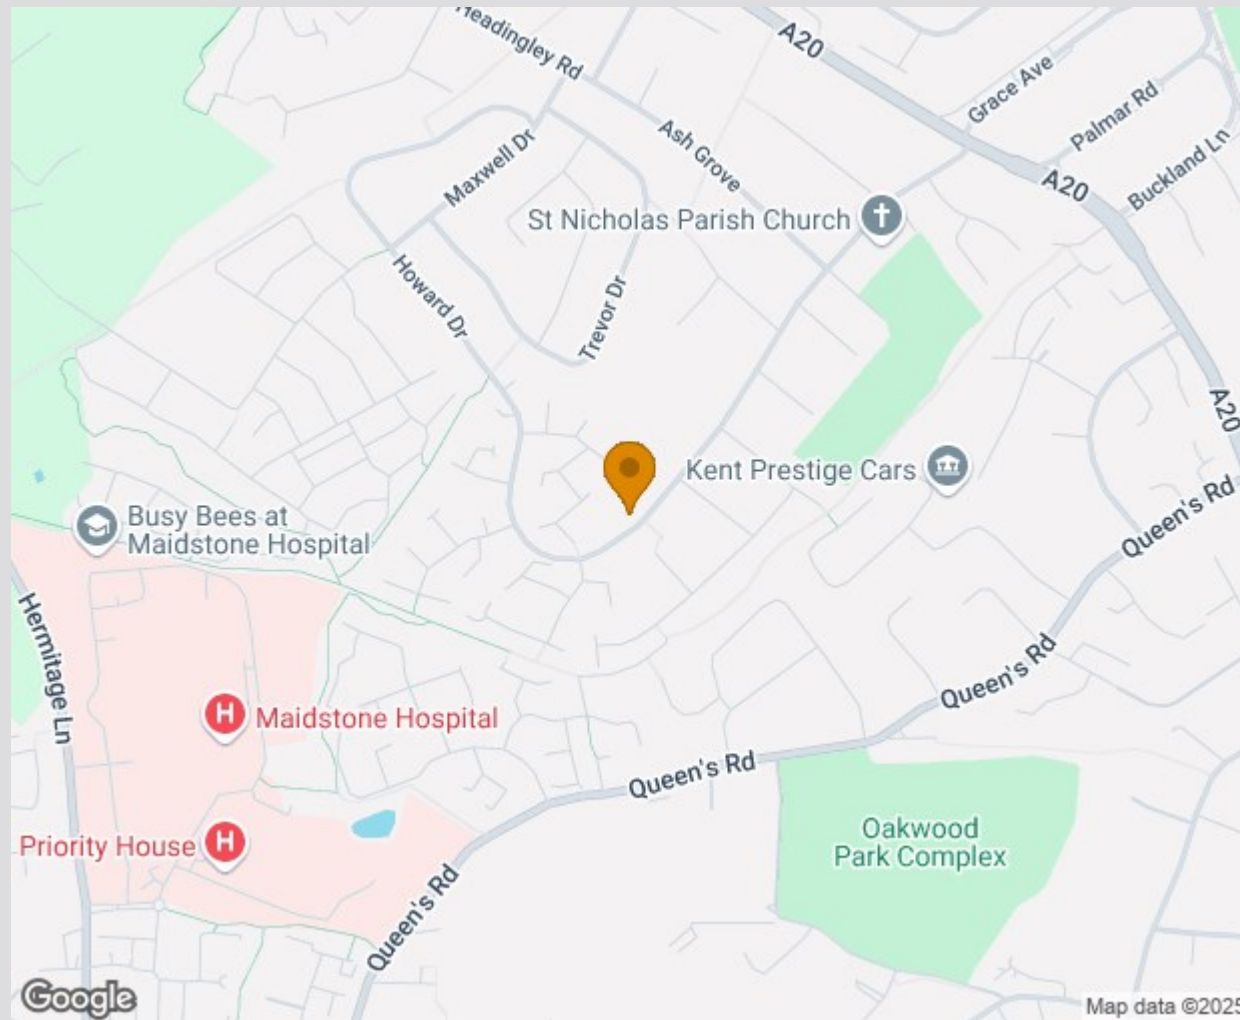 Headingley Rd
A20
Grace Ave
Palmar Rd
Buckland Ln
Ash Grove
Maxwell Dr
A20
St Nicholas Parish Church
Howard Dr
Trevor Dr
A20
Kent Prestige Cars
Queen's Rd
Busy Bees at
Maidstone Hospital
Hermitage Ln
Queen's Rd
Maidstone Hospital
Queen's Rd
Oakwood
Park Complex
Priority House
Queen's Rd
Google
Map data ©2025